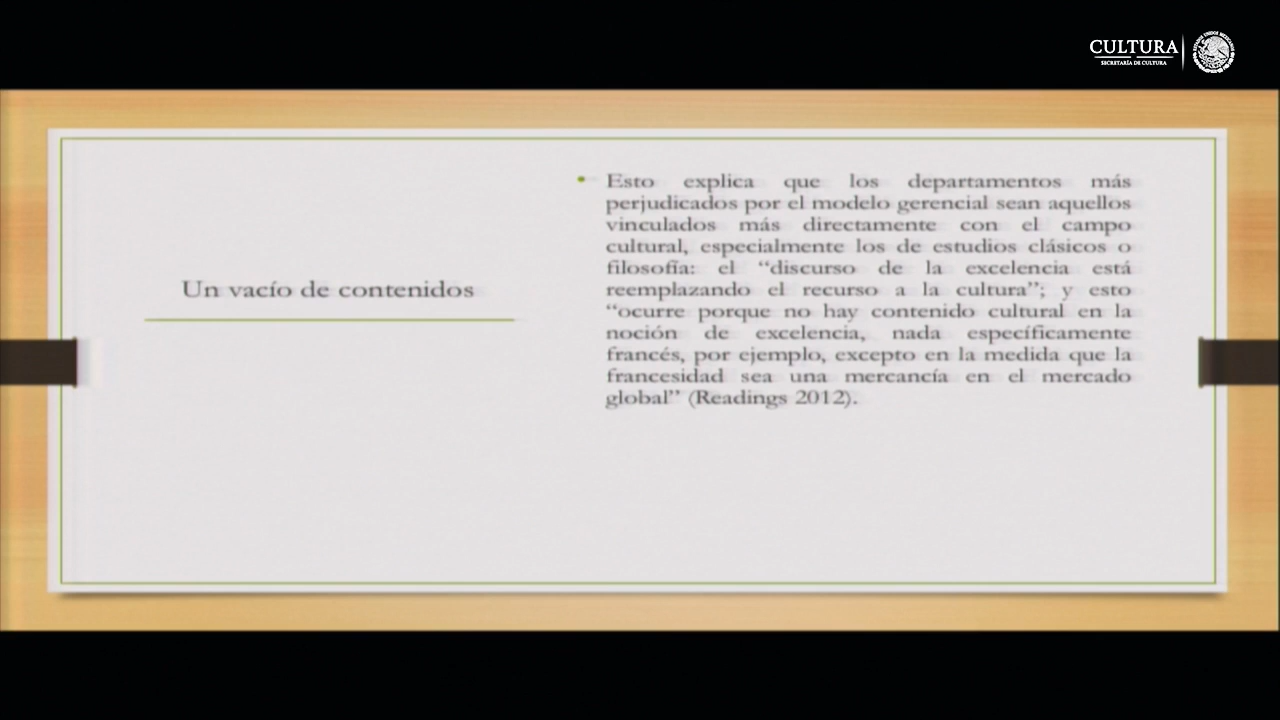 CULTURA
SECRETARÍA DE CULTURA
Un vacío de contenidos
• Esto explica que los departamentos más
perjudicados por el modelo gerencial sean aquellos
vinculados más directamente con el campo
cultural, especialmente los de estudios clásicos o
filosofía: el “discurso de la excelencia está
reemplazando el recurso a la cultura”; y esto
“ocurre porque no hay contenido cultural en la
noción de excelencia, nada específicamente
francés, por ejemplo, excepto en la medida que la
francesidad sea una mercancía en el mercado
global” (Readings 2012).